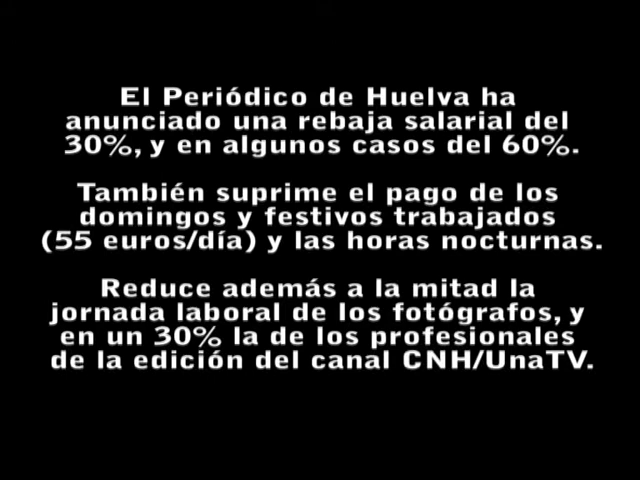 El Periódico de Huelva ha
anunciado una rebaja salarial del
30%, y en algunos casos del 60%.
También suprime el pago de los
domingos y festivos trabajados
(55 euros/día) y las horas nocturnas.
Reduce además a la mitad la
jornada laboral de los fotógrafos, y
en un 30% la de los profesionales
de la edición del canal CNH/UnaTV.